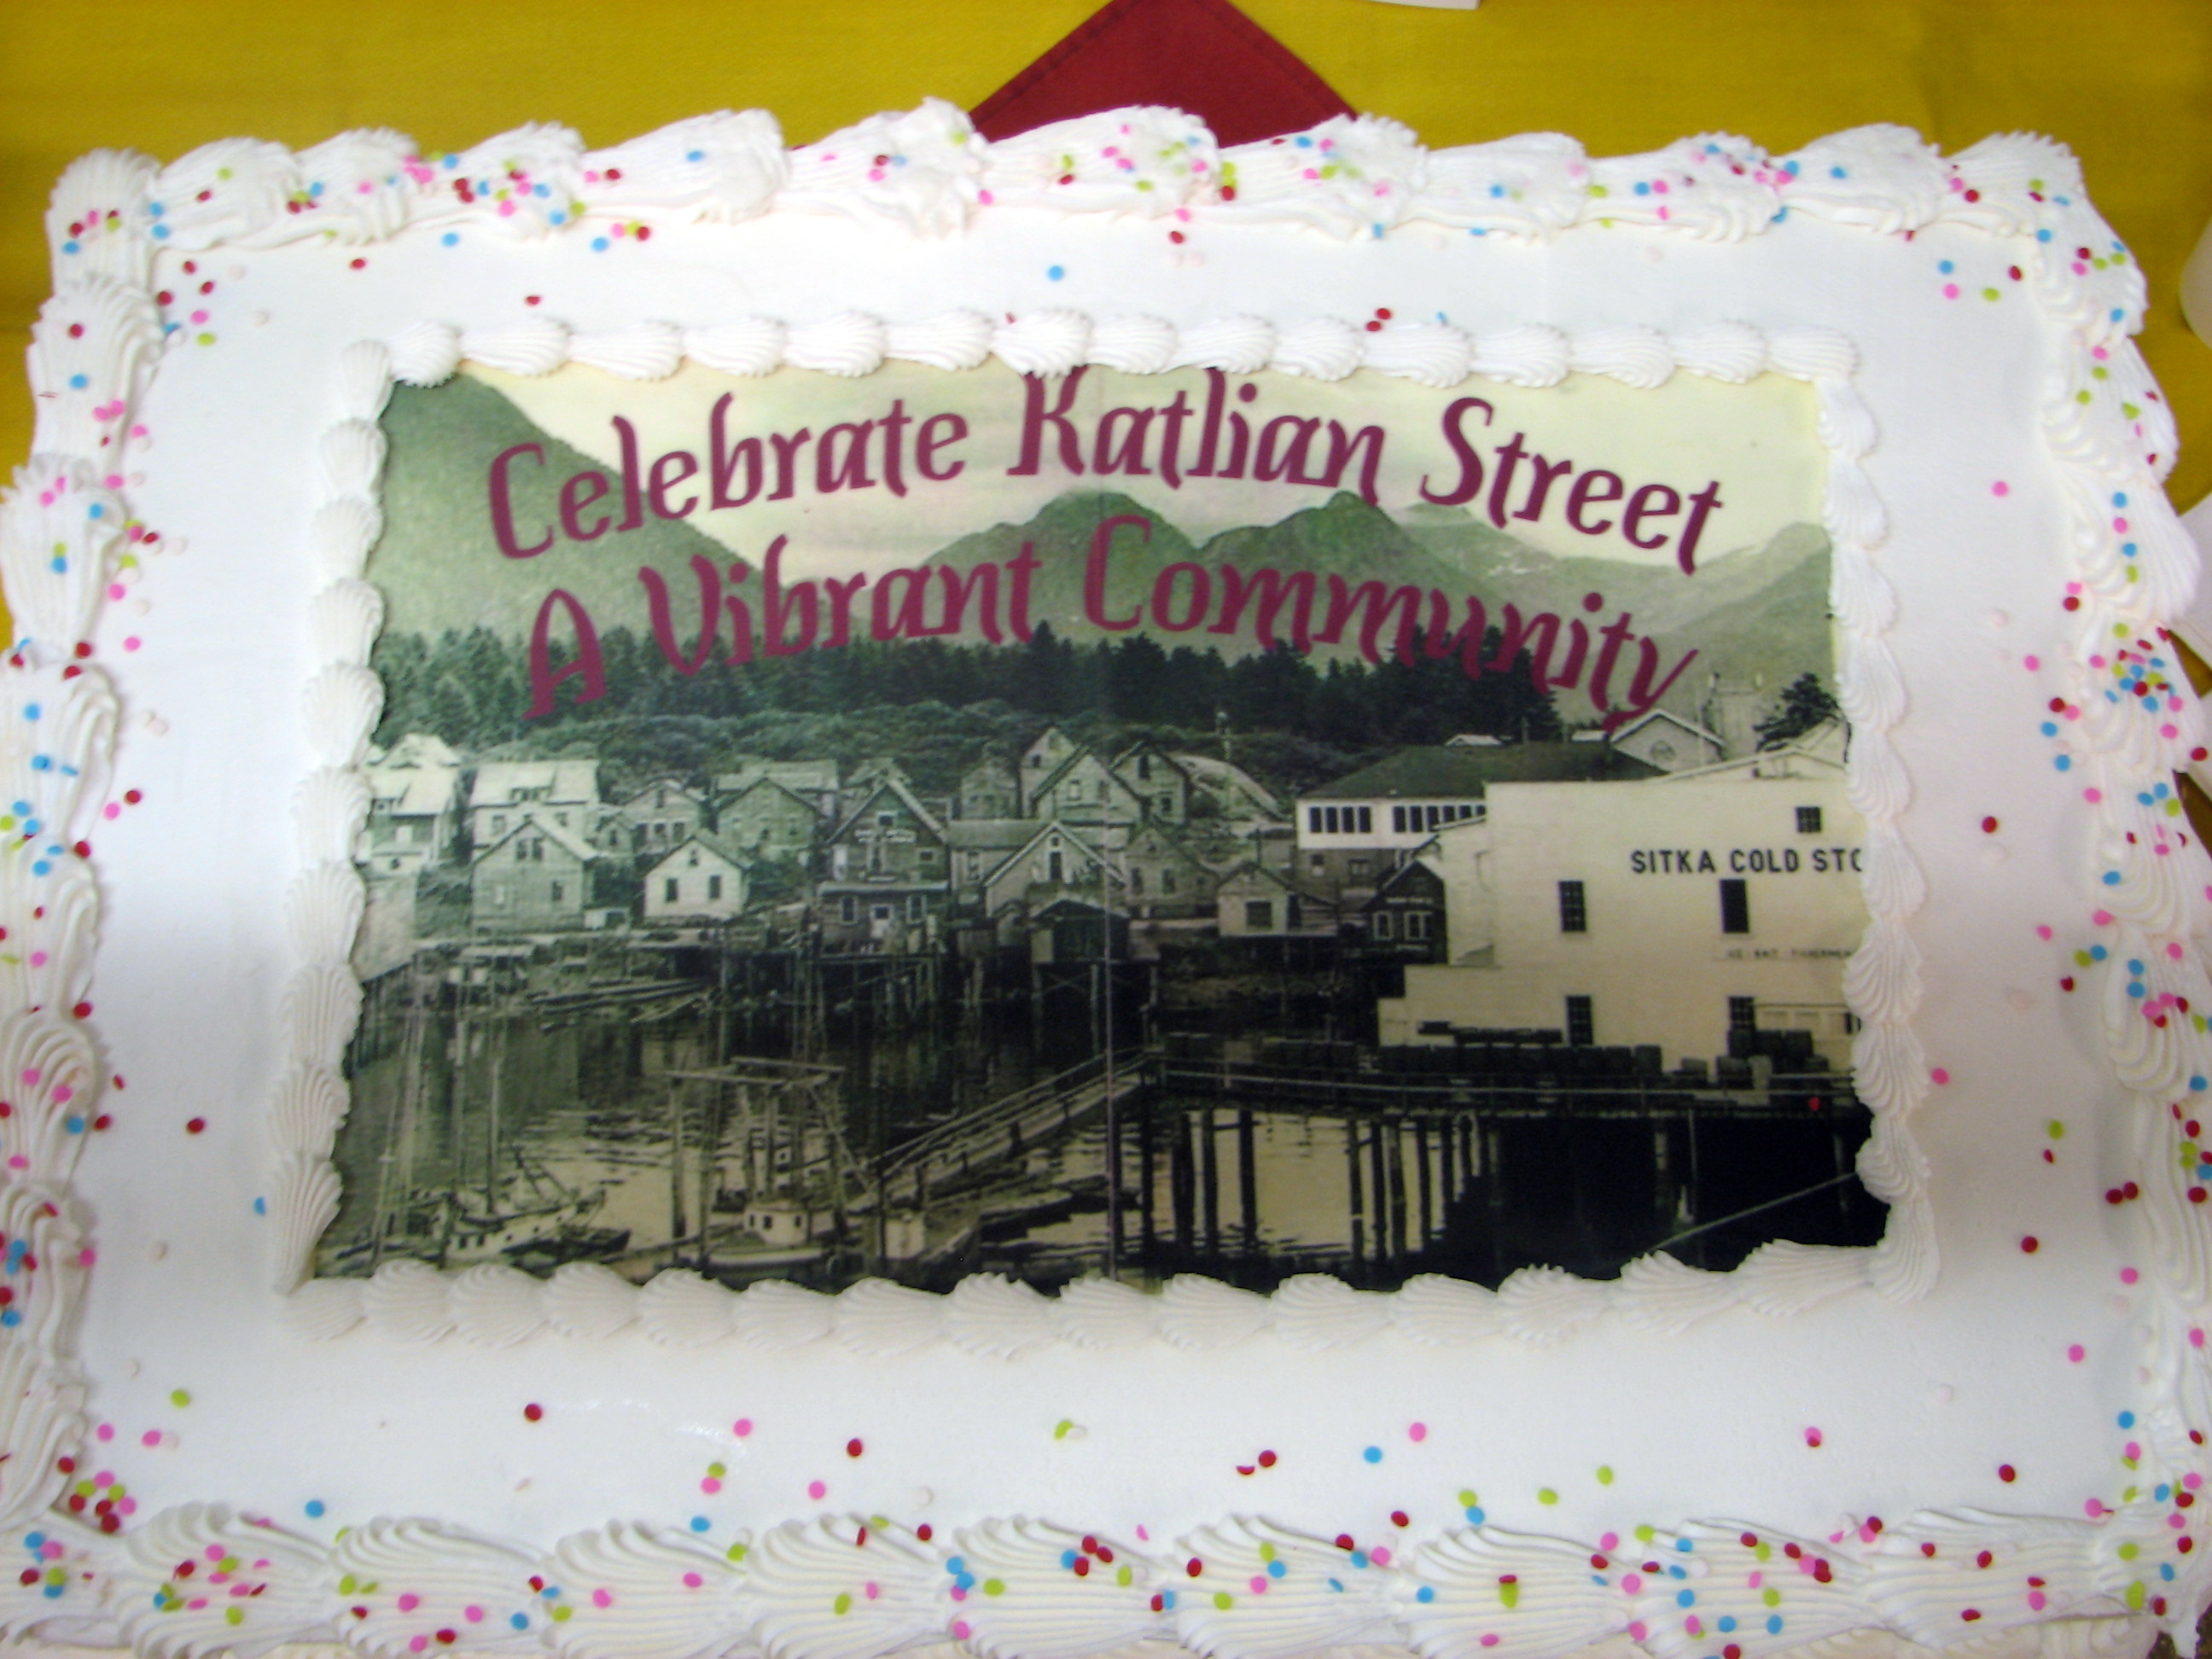 Celebrate Katlian Street
A Vibrant Community
SITKA COLD STO